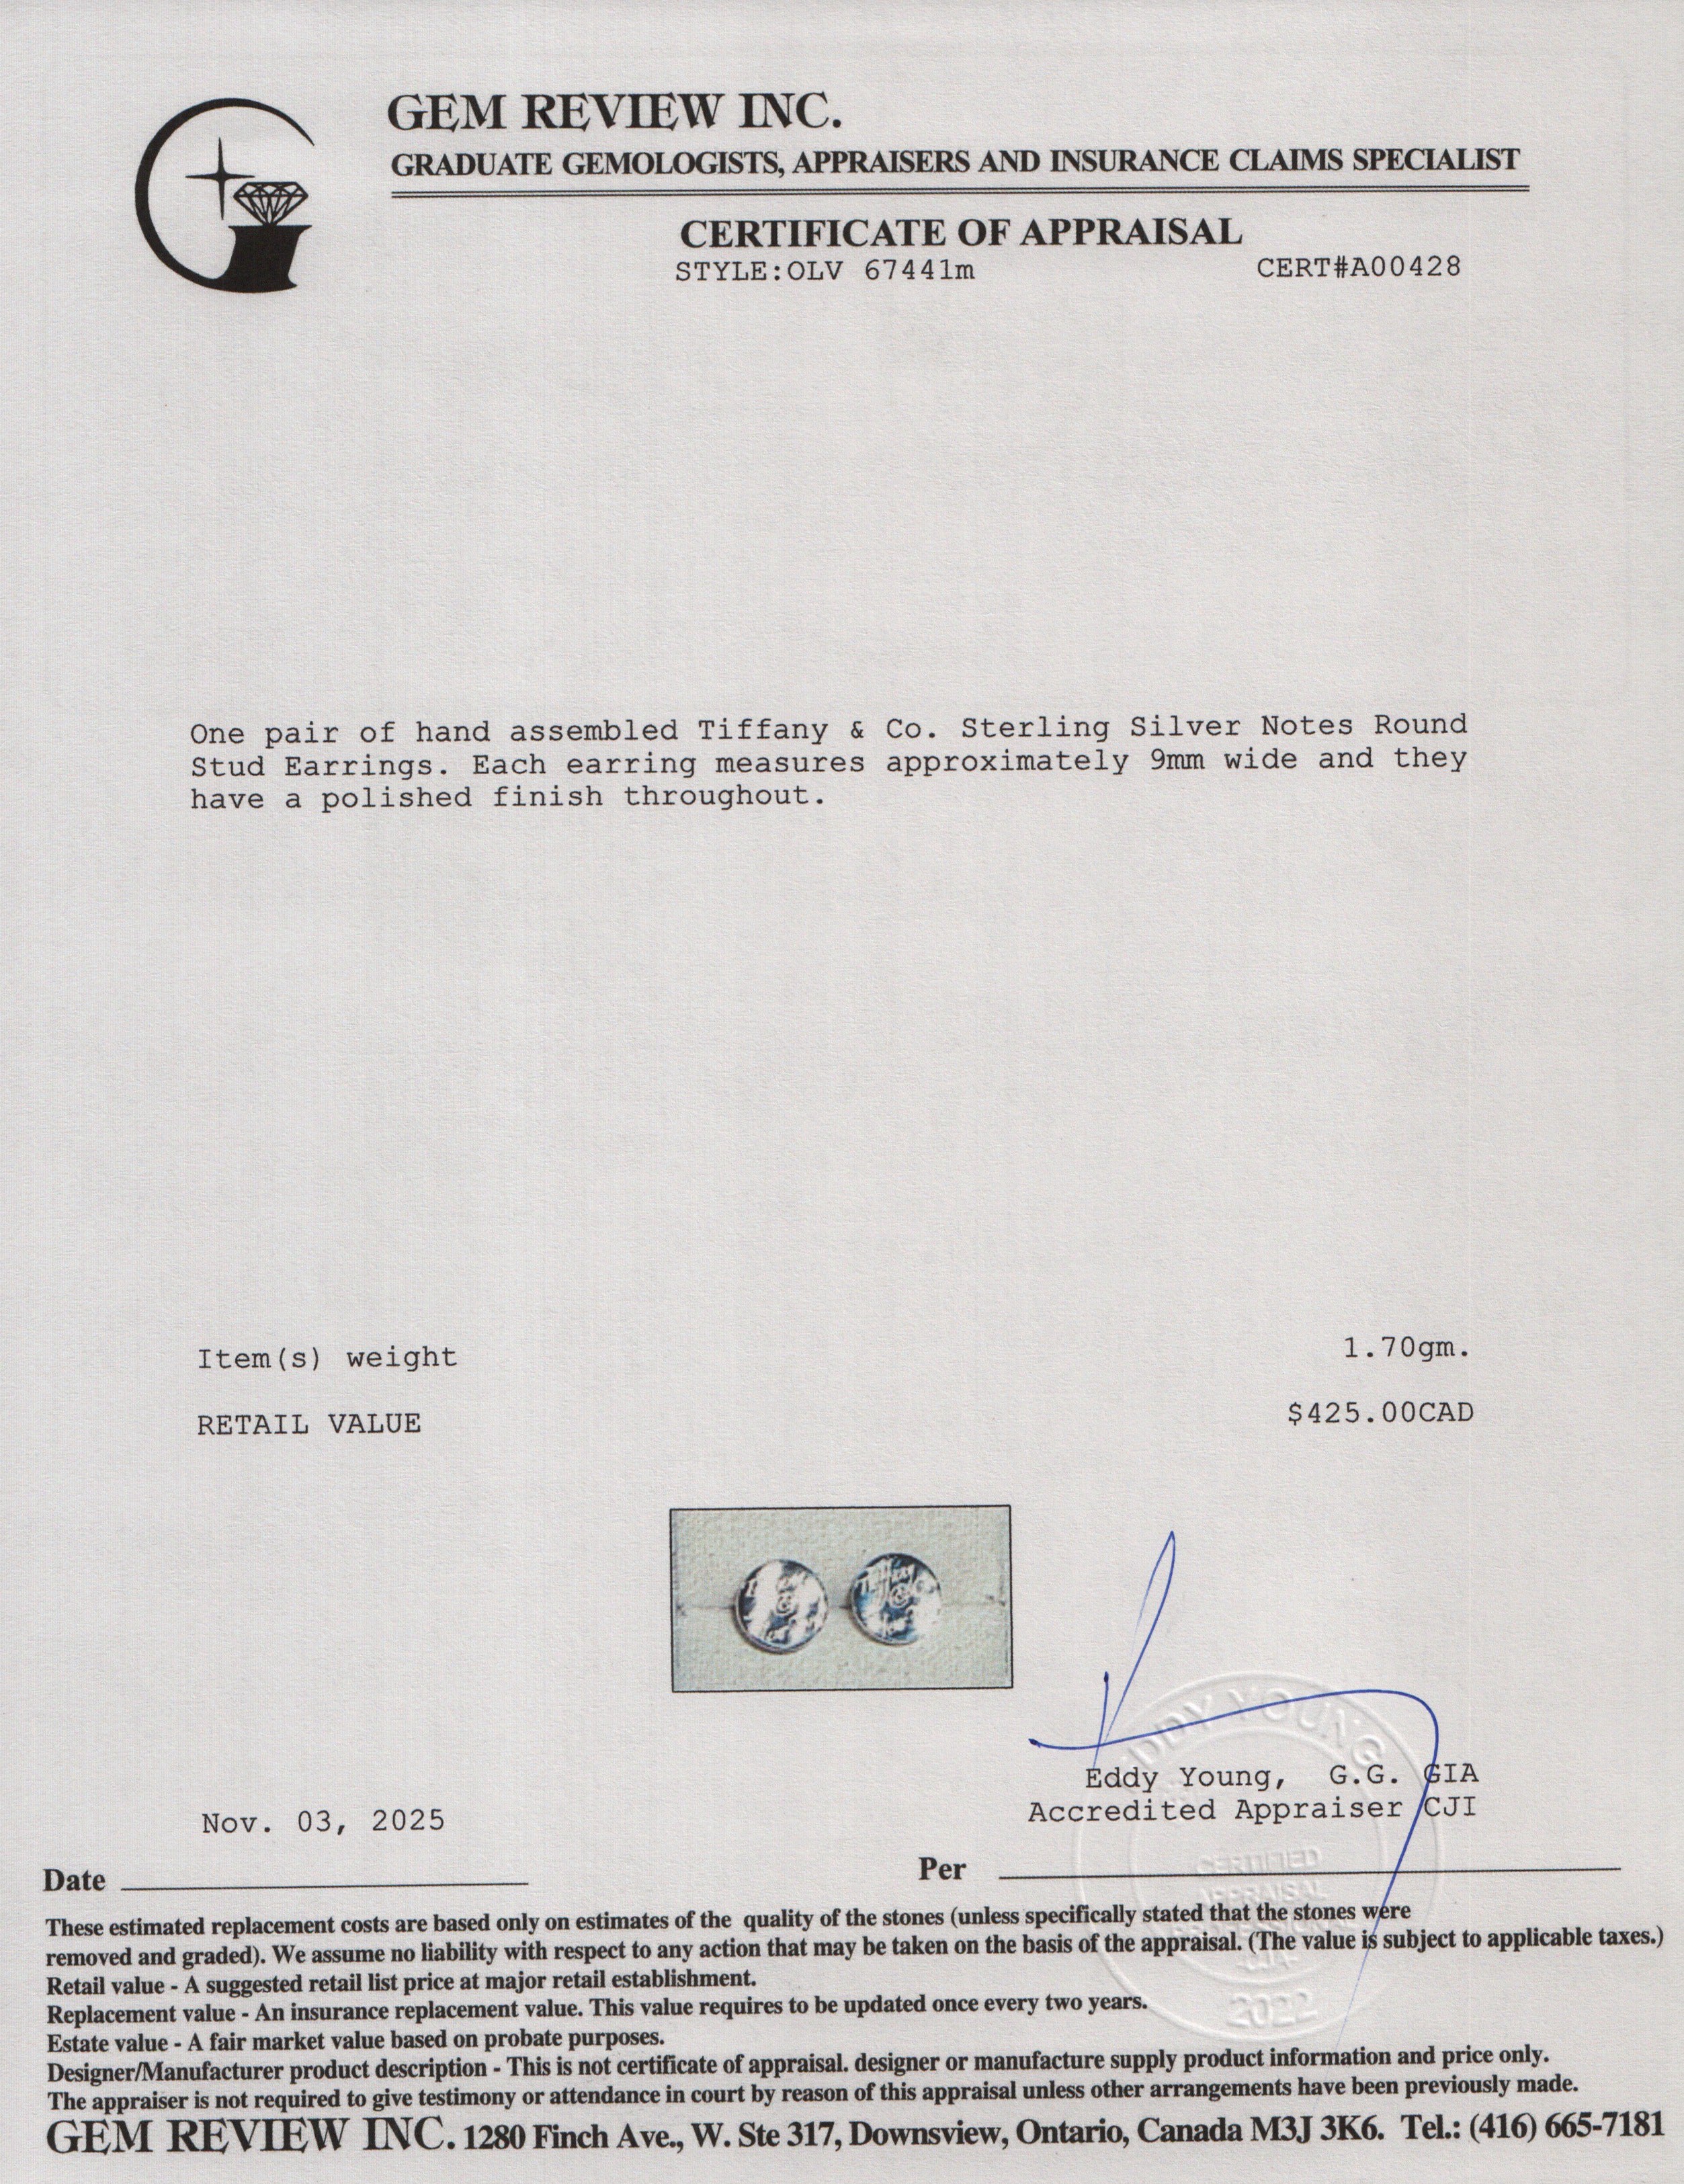 GEM REVIEW INC.
GRADUATE GEMOLOGISTS, APPRAISERS AND INSURANCE CLAIMS SPECIALIST
CERTIFICATE OF APPRAISAL
STYLE:OLV 67441m
CERT#A00428
One pair of hand assembled Tiffany & Co. Sterling Silver Notes Round
Stud Earrings. Each earring measures approximately 9mm wide and they
have a polished finish throughout.
Item(s) weight 1.70gm.
RETAIL VALUE $425.00CAD
EDDY YOUNG
Eddy Young, G.G. GIA
Accredited Appraiser CJI
Nov. 03, 2025
Date
Per
CERTIFIED
APPRAISAL
2022
These estimated replacement costs are based only on estimates of the quality of the stones (unless specifically stated that the stones were
removed and graded). We assume no liability with respect to any action that may be taken on the basis of the appraisal. (The value is subject to applicable taxes.)
Retail value - A suggested retail list price at major retail establishment.
Replacement value - An insurance replacement value. This value requires to be updated once every two years.
Estate value - A fair market value based on probate purposes.
Designer/Manufacturer product description - This is not certificate of appraisal. designer or manufacture supply product information and price only.
The appraiser is not required to give testimony or attendance in court by reason of this appraisal unless other arrangements have been previously made.
GEM REVIEW INC. 1280 Finch Ave., W. Ste 317, Downsview, Ontario, Canada M3J 3K6. Tel.: (416) 665-7181